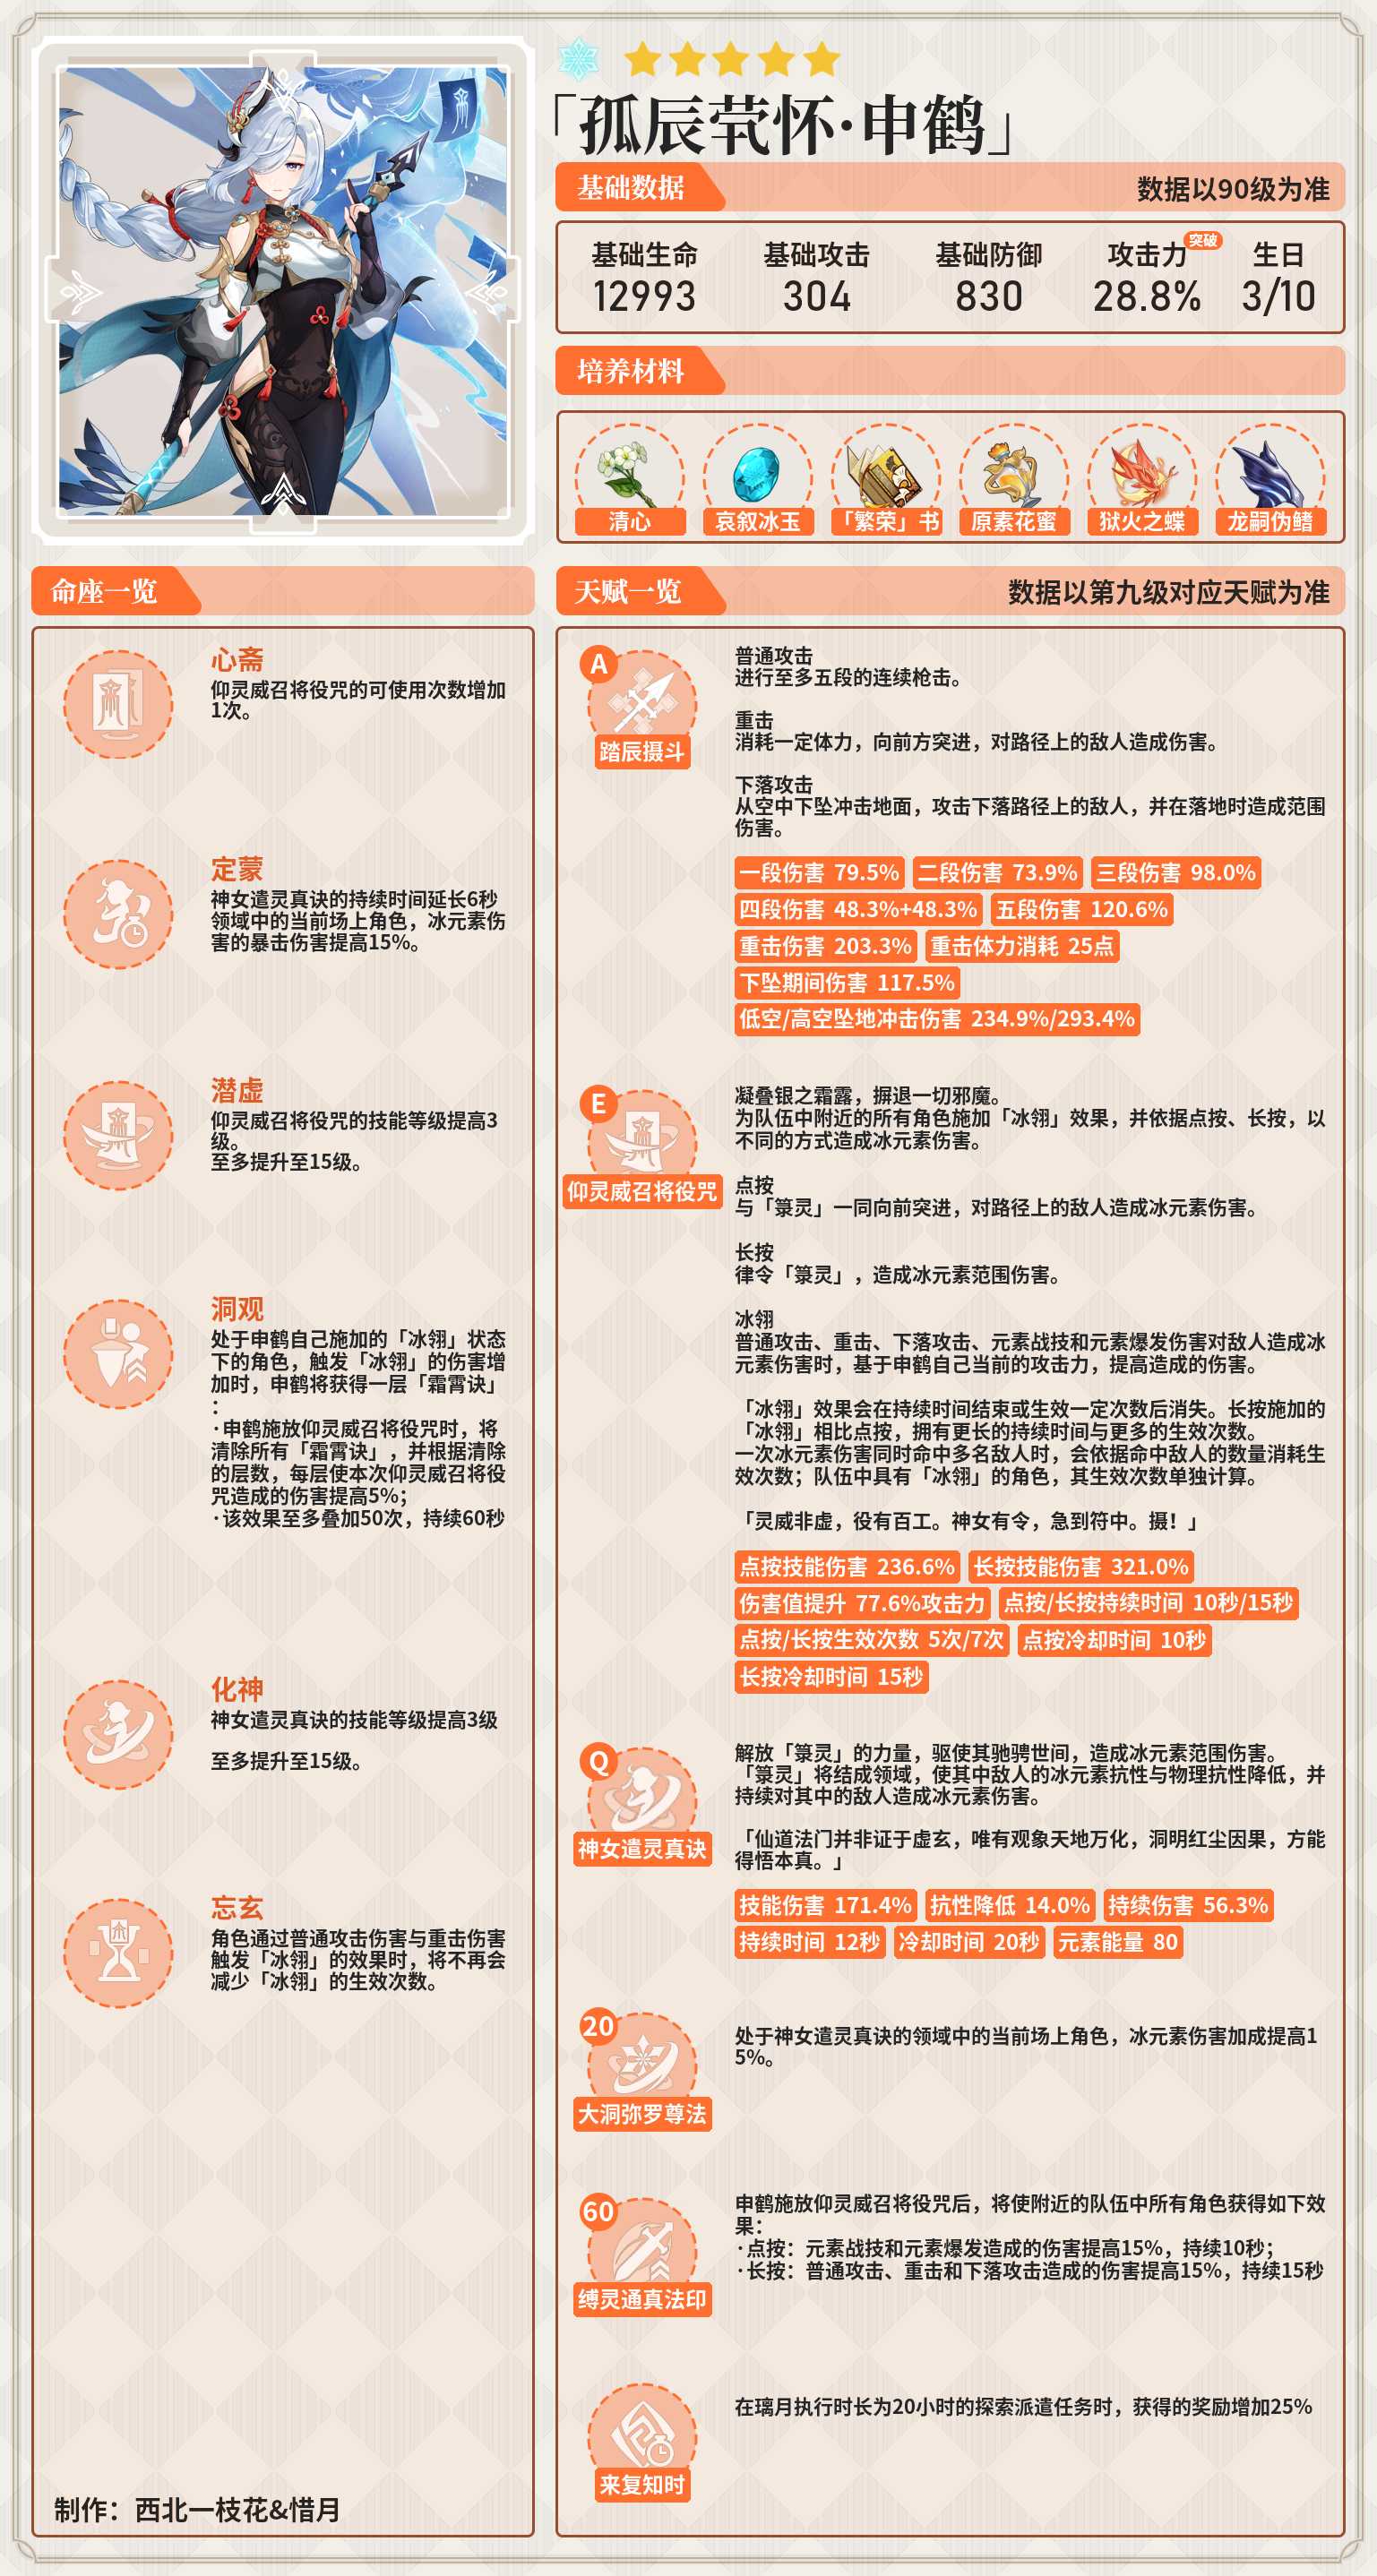 「孤辰茕怀·申鹤」
基础数据
数据以90级为准
基础生命
12993
基础攻击
304
基础防御
830
攻击力
突破
28.8%
生日
3/10
培养材料
清心
哀叙冰玉
「繁荣」书
原素花蜜
狱火之蝶
龙嗣伪鳍
命座一览
心斋
仰灵威召将役咒的可使用次数增加
1次。
定蒙
神女遣灵真诀的持续时间延长6秒
领域中的当前场上角色，冰元素伤
害的暴击伤害提高15%。
潜虚
仰灵威召将役咒的技能等级提高3
级。
至多提升至15级。
洞观
处于申鹤自己施加的「冰翎」状态
下的角色，触发「冰翎」的伤害增
加时，申鹤将获得一层「霜霄诀」
：
·申鹤施放仰灵威召将役咒时，将
清除所有「霜霄诀」，并根据清除
的层数，每层使本次仰灵威召将役
咒造成的伤害提高5%；
·该效果至多叠加50次，持续60秒
化神
神女遣灵真诀的技能等级提高3级
至多提升至15级。
忘玄
角色通过普通攻击伤害与重击伤害
触发「冰翎」的效果时，将不再会
减少「冰翎」的生效次数。
制作：西北一枝花&惜月
天赋一览
数据以第九级对应天赋为准
A
踏辰摄斗
普通攻击
进行至多五段的连续枪击。
重击
消耗一定体力，向前方突进，对路径上的敌人造成伤害。
下落攻击
从空中下坠冲击地面，攻击下落路径上的敌人，并在落地时造成范围
伤害。
一段伤害 79.5% 二段伤害 73.9% 三段伤害 98.0%
四段伤害 48.3%+48.3% 五段伤害 120.6%
重击伤害 203.3% 重击体力消耗 25点
下坠期间伤害 117.5%
低空/高空坠地冲击伤害 234.9%/293.4%
E
仰灵威召将役咒
凝叠银之霜露，摒退一切邪魔。
为队伍中附近的所有角色施加「冰翎」效果，并依据点按、长按，以
不同的方式造成冰元素伤害。
点按
与「箓灵」一同向前突进，对路径上的敌人造成冰元素伤害。
长按
律令「箓灵」，造成冰元素范围伤害。
冰翎
普通攻击、重击、下落攻击、元素战技和元素爆发伤害对敌人造成冰
元素伤害时，基于申鹤自己当前的攻击力，提高造成的伤害。
「冰翎」效果会在持续时间结束或生效一定次数后消失。长按施加的
「冰翎」相比点按，拥有更长的持续时间与更多的生效次数。
一次冰元素伤害同时命中多名敌人时，会依据命中敌人的数量消耗生
效次数；队伍中具有「冰翎」的角色，其生效次数单独计算。
「灵威非虚，役有百工。神女有令，急到符中。摄！」
点按技能伤害 236.6% 长按技能伤害 321.0%
伤害值提升 77.6%攻击力 点按/长按持续时间 10秒/15秒
点按/长按生效次数 5次/7次 点按冷却时间 10秒
长按冷却时间 15秒
Q
神女遣灵真诀
解放「箓灵」的力量，驱使其驰骋世间，造成冰元素范围伤害。
「箓灵」将结成领域，使其中敌人的冰元素抗性与物理抗性降低，并
持续对其中的敌人造成冰元素伤害。
「仙道法门并非证于虚玄，唯有观象天地万化，洞明红尘因果，方能
得悟本真。」
技能伤害 171.4% 抗性降低 14.0% 持续伤害 56.3%
持续时间 12秒 冷却时间 20秒 元素能量 80
20
大洞弥罗尊法
处于神女遣灵真诀的领域中的当前场上角色，冰元素伤害加成提高1
5%。
60
缚灵通真法印
申鹤施放仰灵威召将役咒后，将使附近的队伍中所有角色获得如下效
果：
·点按：元素战技和元素爆发造成的伤害提高15%，持续10秒；
·长按：普通攻击、重击和下落攻击造成的伤害提高15%，持续15秒
来复知时
在璃月执行时长为20小时的探索派遣任务时，获得的奖励增加25%